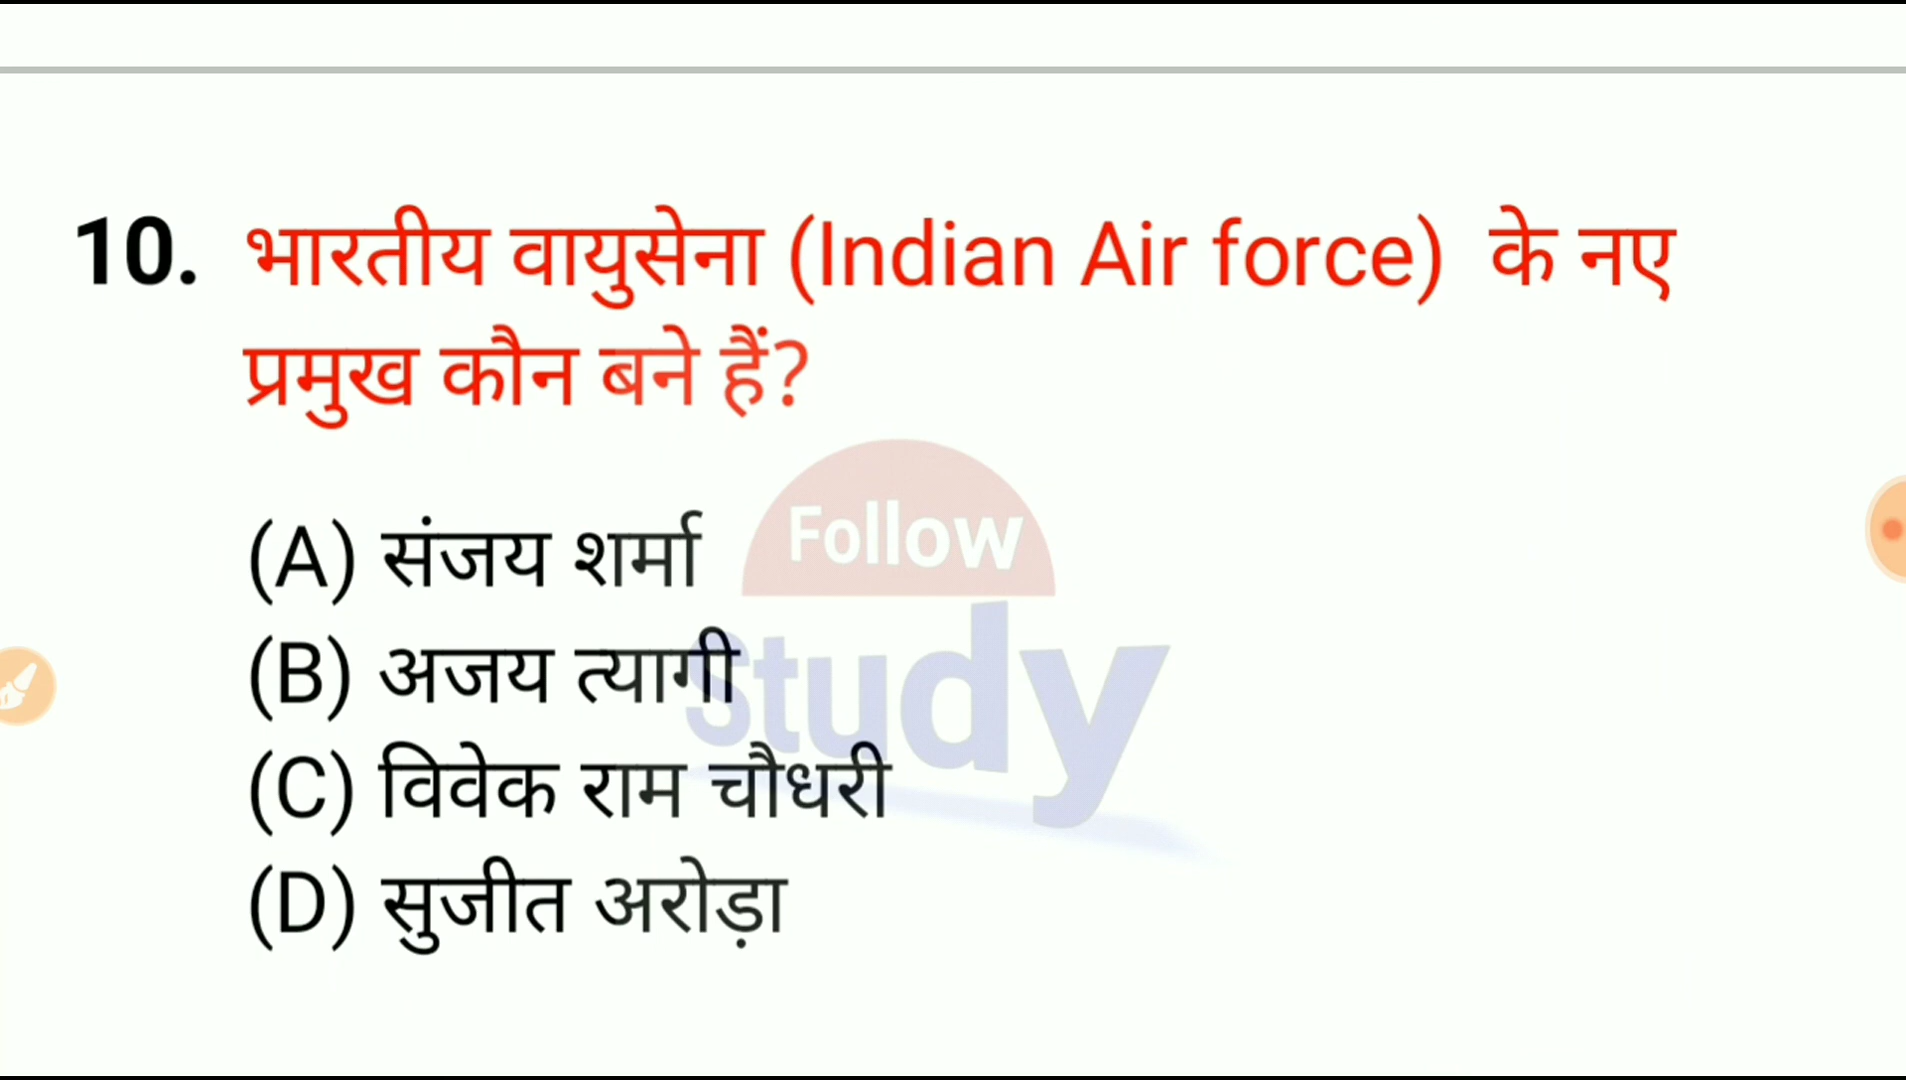 10. भारतीय वायुसेना (Indian Air force) के नए
प्रमुख कौन बने हैं?
Follow
(A) संजय शर्मा
Study
(B) अजय त्यागी
(C) विवेक राम चौधरी
(D) सुजीत अरोड़ा